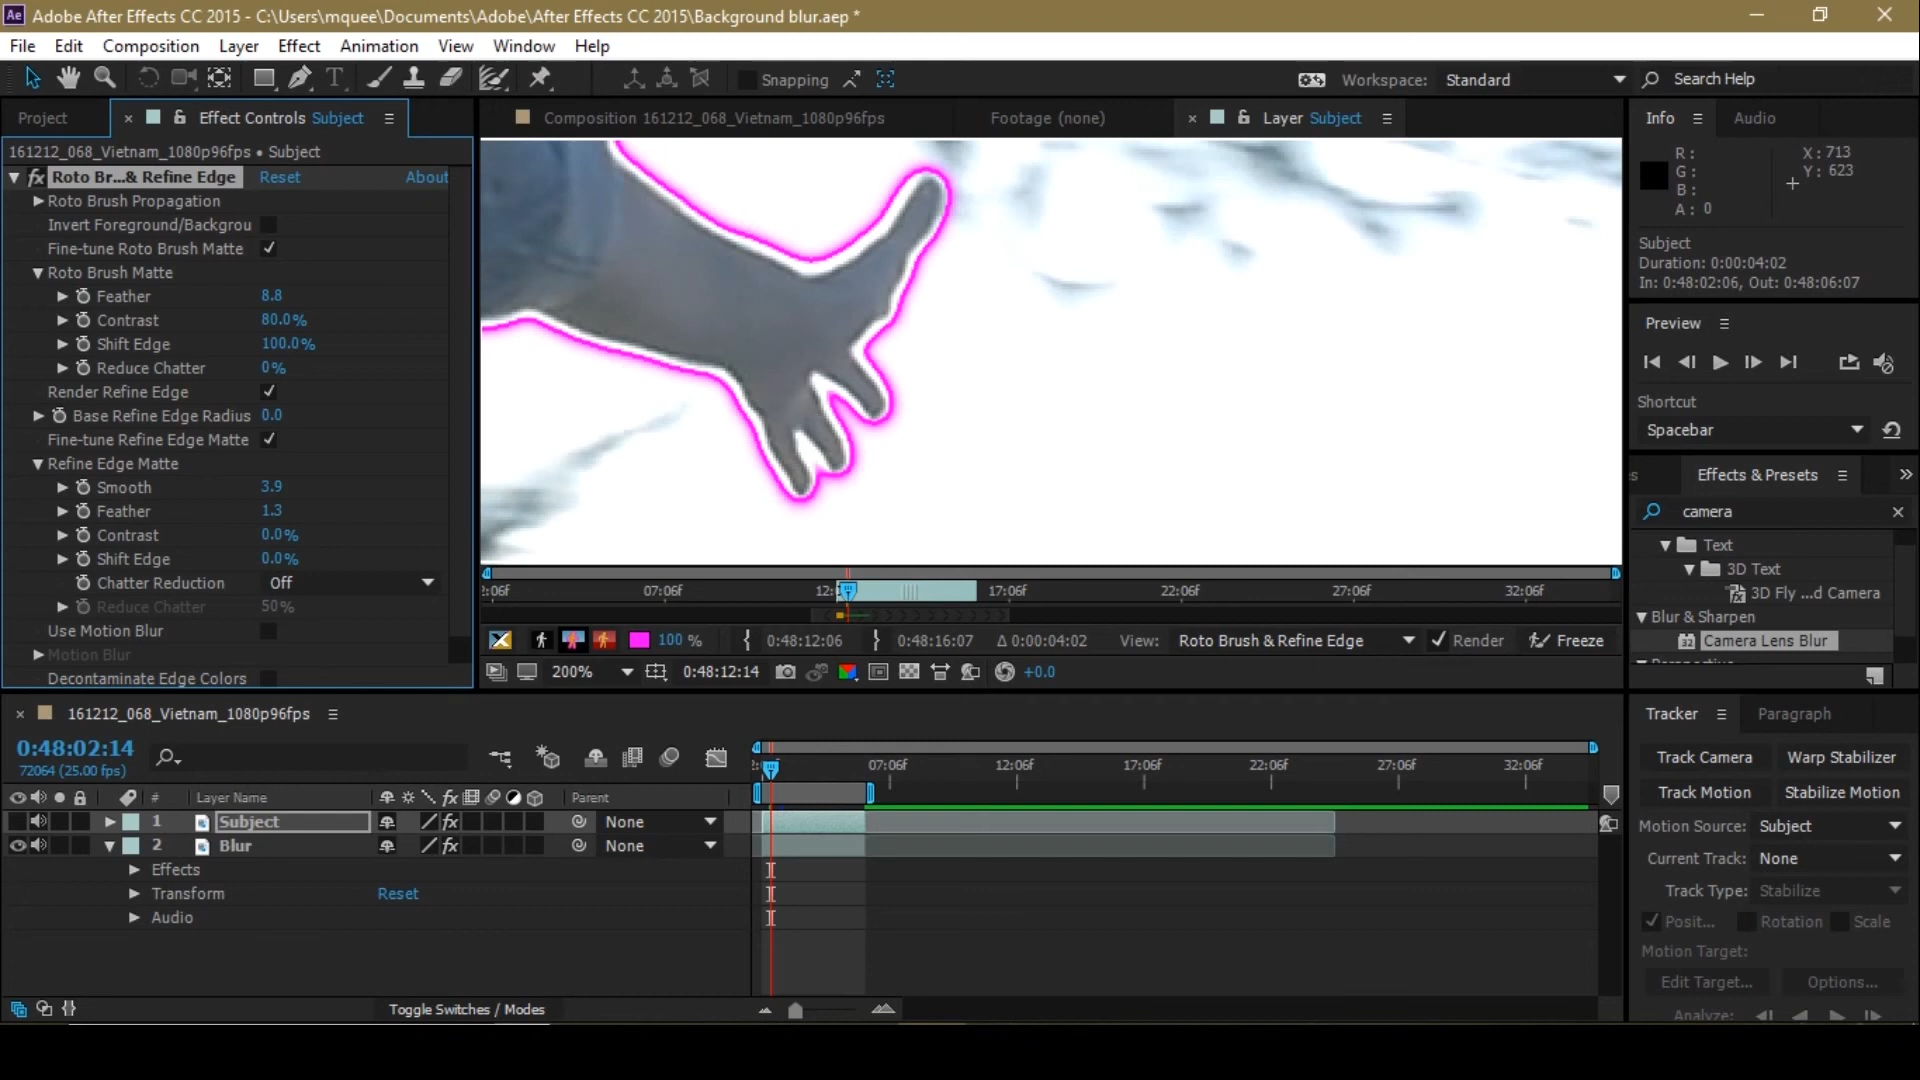 Adobe After Effects CC 2015 - C:\Users\mquee\Documents\Adobe\After Effects CC 2015\Background blur.aep *
File Edit Composition Layer Effect Animation View Window Help
Snapping
Workspace: Standard
Search Help
Project
Effect Controls Subject
161212_068_Vietnam_1080p96fps • Subject
fx Roto Br...& Refine Edge Reset About
Roto Brush Propagation
Invert Foreground/Backgrou
Fine-tune Roto Brush Matte
Roto Brush Matte
Feather 8.8
Contrast 80.0%
Shift Edge 100.0%
Reduce Chatter 0%
Render Refine Edge
Base Refine Edge Radius 0.0
Fine-tune Refine Edge Matte
Refine Edge Matte
Smooth 3.9
Feather 1.3
Contrast 0.0%
Shift Edge 0.0%
Chatter Reduction Off
Reduce Chatter 50%
Use Motion Blur
Motion Blur
Decontaminate Edge Colors
Composition 161212_068_Vietnam_1080p96fps
Footage (none)
Layer Subject
:06f 07:06f 12: 17:06f 22:06f 27:06f 32:06f
100 % 0:48:12:06 0:48:16:07 Δ 0:00:04:02 View: Roto Brush & Refine Edge Render Freeze
200% 0:48:12:14 +0.0
Info Audio
R: X: 713
G: Y: 623
B:
A: 0
Subject
Duration: 0:00:04:02
In: 0:48:02:06, Out: 0:48:06:07
Preview
Shortcut
Spacebar
Effects & Presets
camera
Text
3D Text
3D Fly ...d Camera
Blur & Sharpen
32 Camera Lens Blur
161212_068_Vietnam_1080p96fps
0:48:02:14
72064 (25.00 fps)
# Layer Name fx Parent
1 Subject fx None
2 Blur fx None
Effects
Transform Reset
Audio
07:06f 12:06f 17:06f 22:06f 27:06f 32:06f
Toggle Switches / Modes
Tracker Paragraph
Track Camera Warp Stabilizer
Track Motion Stabilize Motion
Motion Source: Subject
Current Track: None
Track Type: Stabilize
Posit... Rotation Scale
Motion Target:
Edit Target... Options...
Analyze: